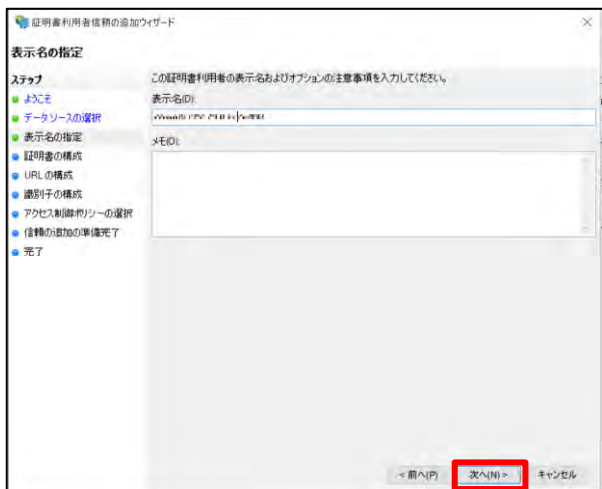 証明書利用者信頼の追加ウィザード
表示名の指定
ステップ
ようこそ
データソースの選択
表示名の指定
証明書の構成
URL の構成
識別子の構成
アクセス制御ポリシーの選択
信頼の追加の準備完了
完了
この証明書利用者の表示名およびオプションの注意事項を入力してください。
表示名(D):
メモ(O):
< 前へ(P)
次へ(N) >
キャンセル